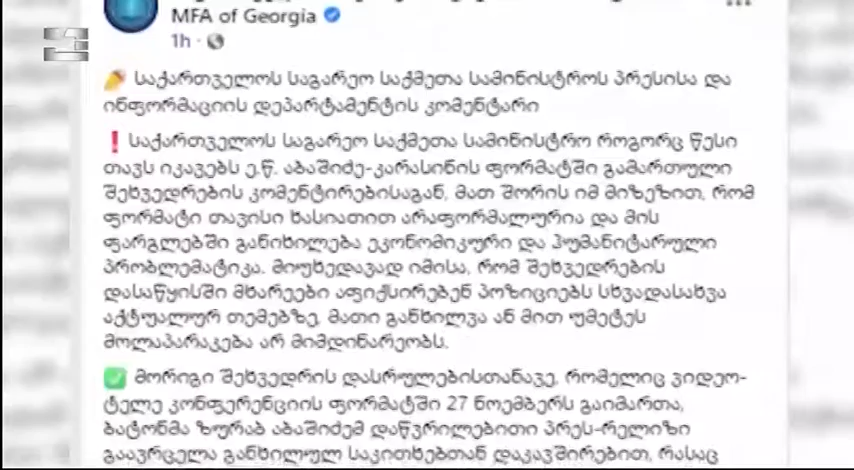 MFA of Georgia
1h
საქართველოს საგარეო საქმეთა სამინისტროს პრესისა და
ინფორმაციის დეპარტამენტის კომენტარი
საქართველოს საგარეო საქმეთა სამინისტრო როგორც წესი
თავს იკავებს ე.წ. აბაშიძე-კარასინის ფორმატში გამართული
შეხვედრების კომენტირებისაგან, მათ შორის იმ მიზეზით, რომ
ფორმატი თავისი ხასიათით არაფორმალურია და მის
ფარგლებში განიხილება ეკონომიკური და ჰუმანიტარული
პრობლემატიკა. მიუხედავად იმისა, რომ შეხვედრების
დასაწყისში მხარეები აფიქსირებენ პოზიციებს სხვადასახვა
აქტუალურ თემებზე, მათი განხილვა ან მით უმეტეს
მოლაპარაკება არ მიმდინარეობს.
მორიგი შეხვედრის დასრულებისთანავე, რომელიც ვიდეო-
ტელე კონფერენციის ფორმატში 27 ნოემბერს გაიმართა,
ბატონმა ზურაბ აბაშიძემ დაწვრილებითი პრეს-რელიზი
გაავრცელა განხილულ საკითხებთან დაკავშირებით, რასაც